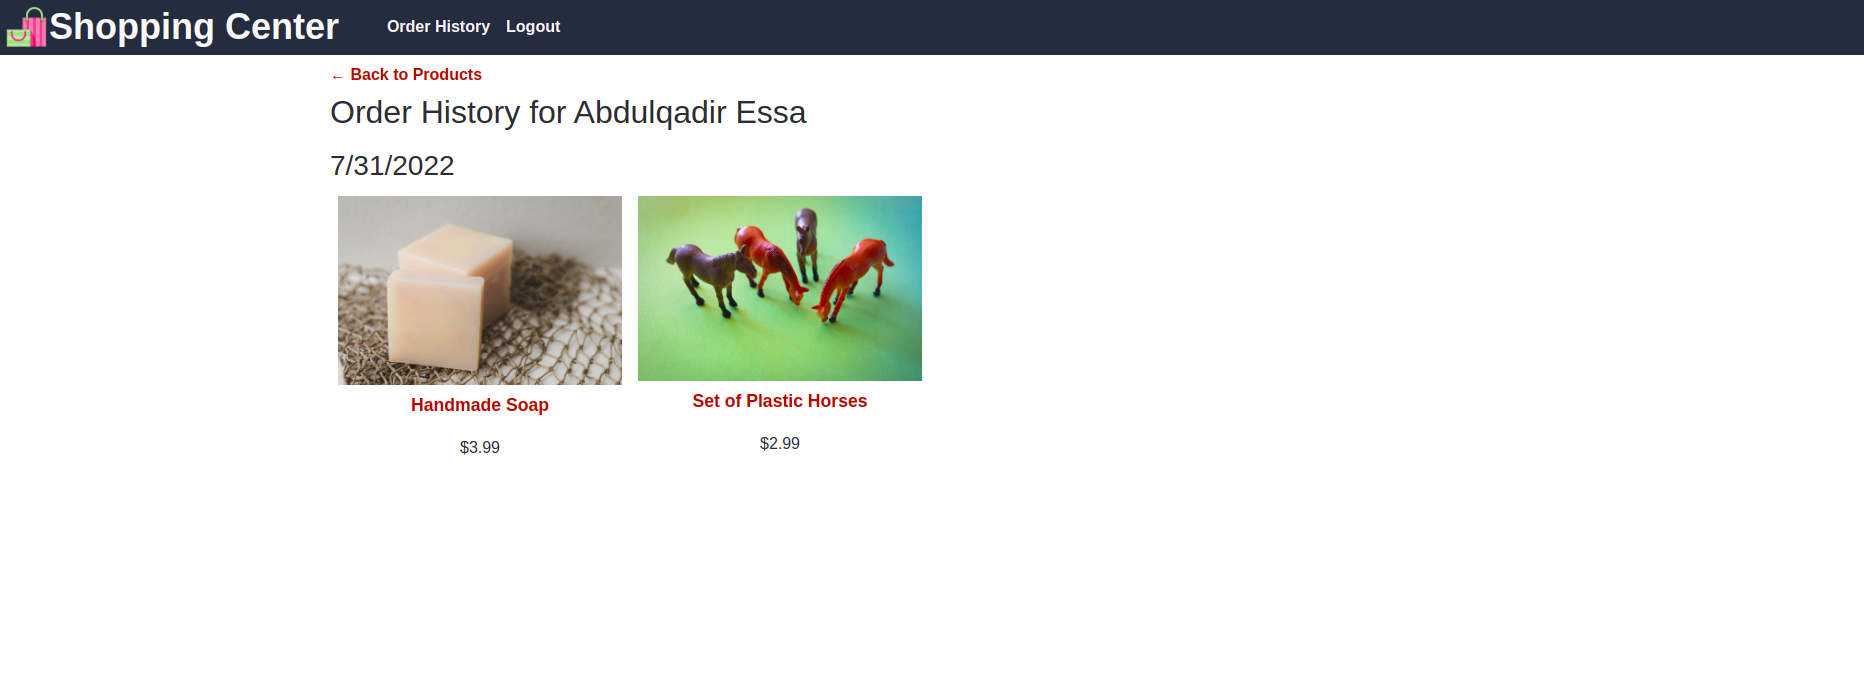 Shopping Center
Order History
Logout
← Back to Products
Order History for Abdulqadir Essa
7/31/2022
Handmade Soap
$3.99
Set of Plastic Horses
$2.99